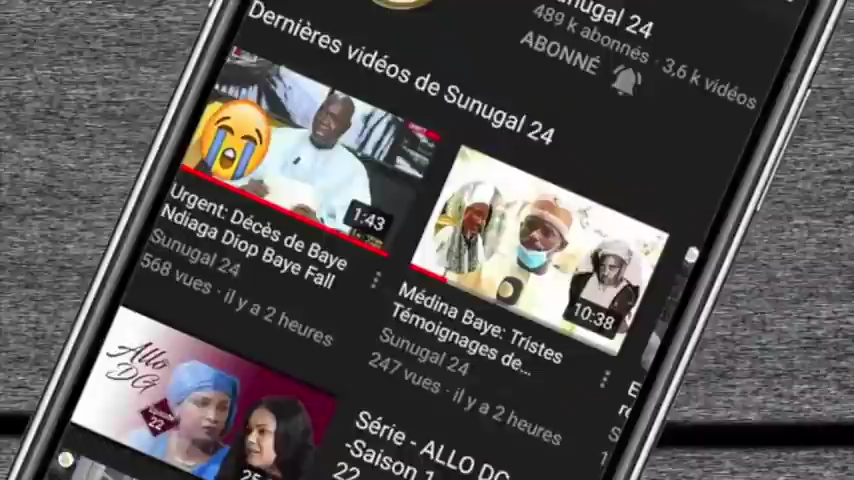 Sunugal 24
489 k abonnés · 3,6 k vidéos
ABONNÉ
Dernières vidéos de Sunugal 24
1:43
Urgent: Décès de Baye
Ndiaga Diop Baye Fall
Sunugal 24
568 vues · il y a 2 heures
10:38
Médina Baye: Tristes
Témoignages de...
Sunugal 24
247 vues · il y a 2 heures
Allo
DG
22
Série - ALLO DG
-Saison 1
22